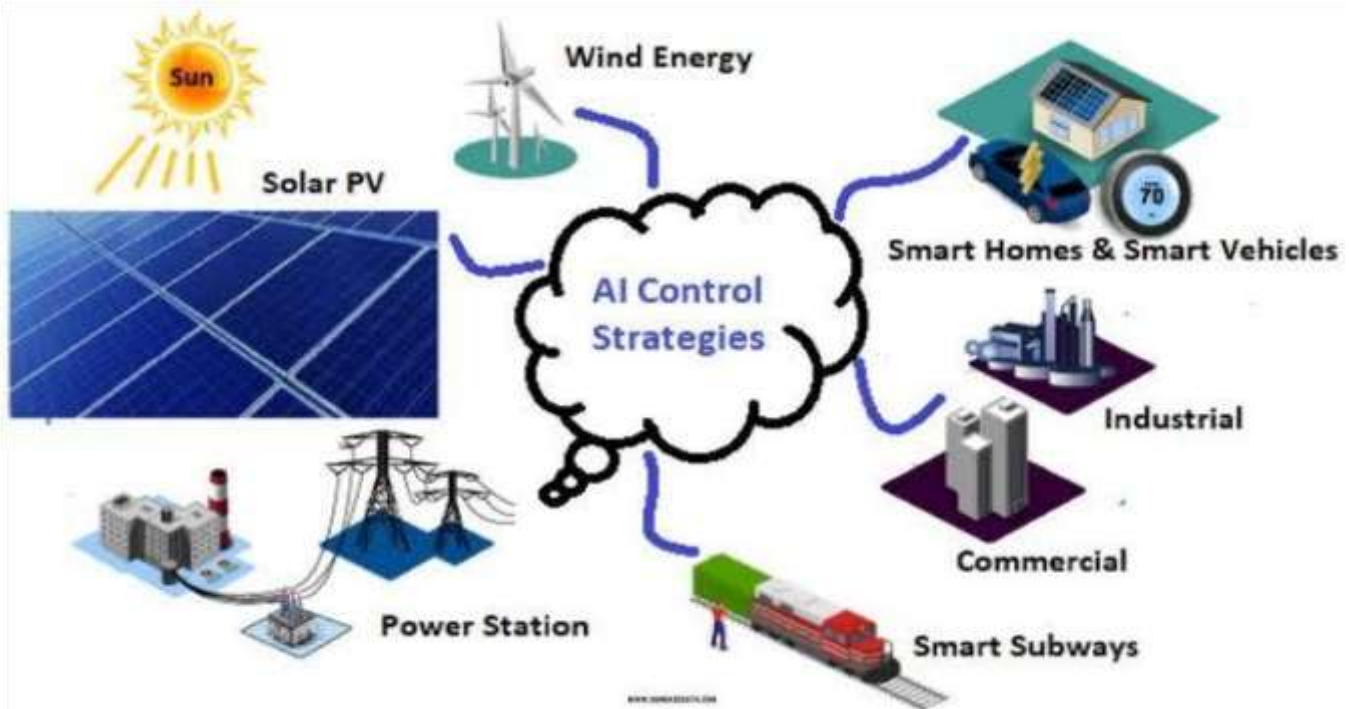 Sun
Wind Energy
Solar PV
70
Smart Homes & Smart Vehicles
AI Control
Strategies
Industrial
Commercial
Power Station
Smart Subways